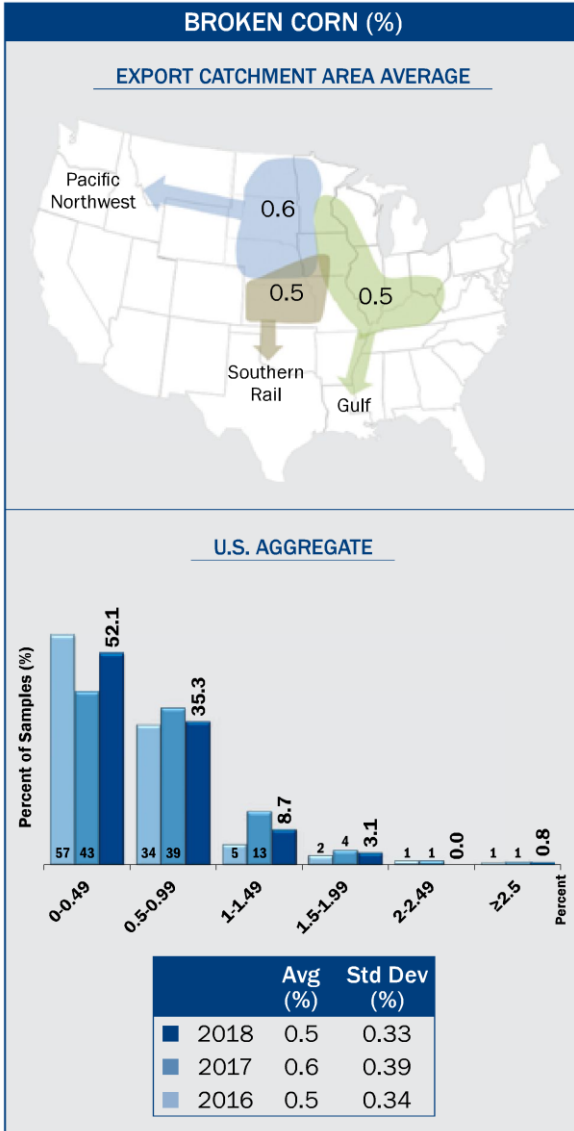 BROKEN CORN (%)
EXPORT CATCHMENT AREA AVERAGE
Pacific
Northwest
0.6
0.5
0.5
Southern
Rail
Gulf
U.S. AGGREGATE
Percent of Samples (%)
57 43 52.1
34 39 35.3
5 13 8.7
2 4 3.1
1 1 0.0
1 1 0.8
0-0.49 0.5-0.99 1-1.49 1.5-1.99 2-2.49 ≥2.5 Percent
Avg Std Dev
(%) (%)
2018 0.5 0.33
2017 0.6 0.39
2016 0.5 0.34